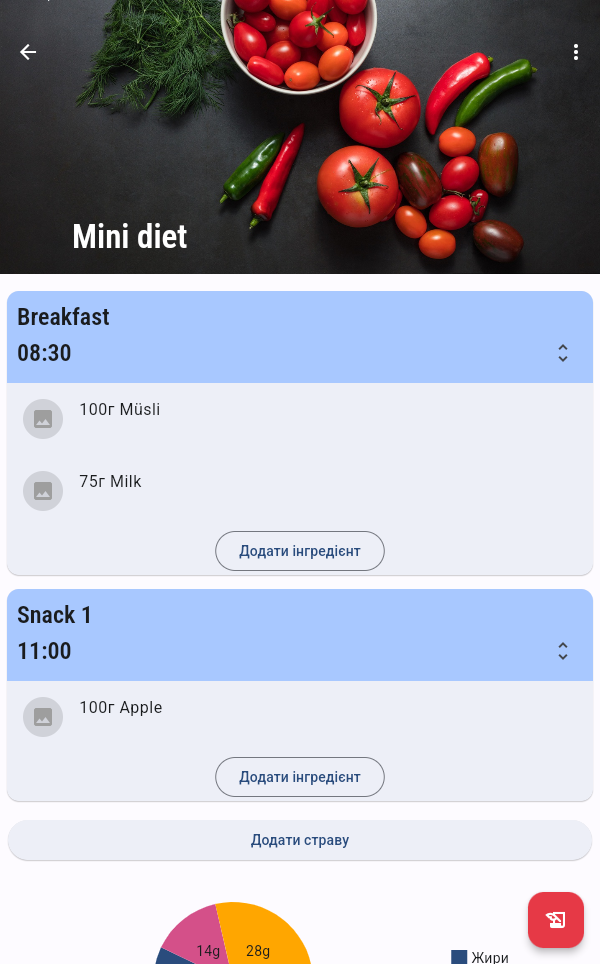 Mini diet
Breakfast
08:30
100г Müsli
75г Milk
Додати інгредієнт
Snack 1
11:00
100г Apple
Додати інгредієнт
Додати страву
14g
28g
Жири